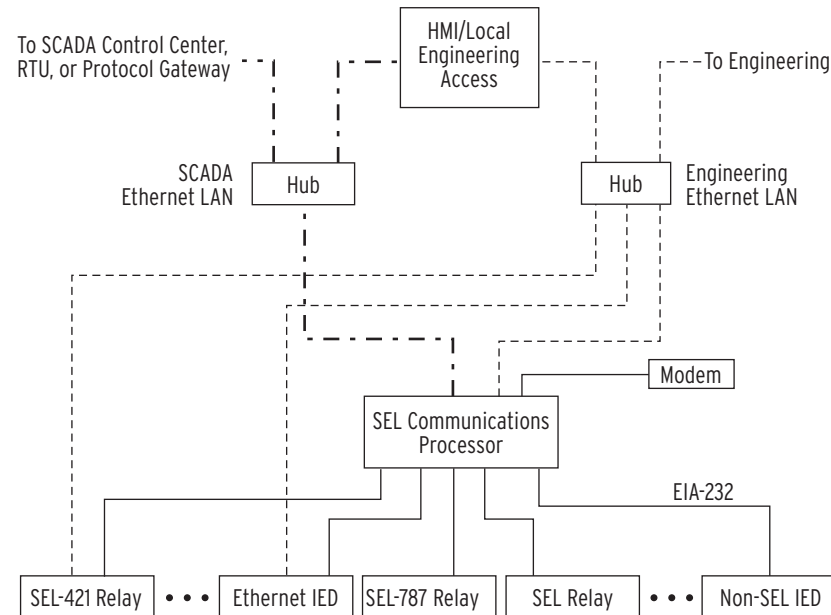 To SCADA Control Center,
RTU, or Protocol Gateway
HMI/Local
Engineering
Access
To Engineering
SCADA
Ethernet LAN
Hub
Hub
Engineering
Ethernet LAN
Modem
SEL Communications
Processor
EIA-232
SEL-421 Relay
Ethernet IED
SEL-787 Relay
SEL Relay
Non-SEL IED